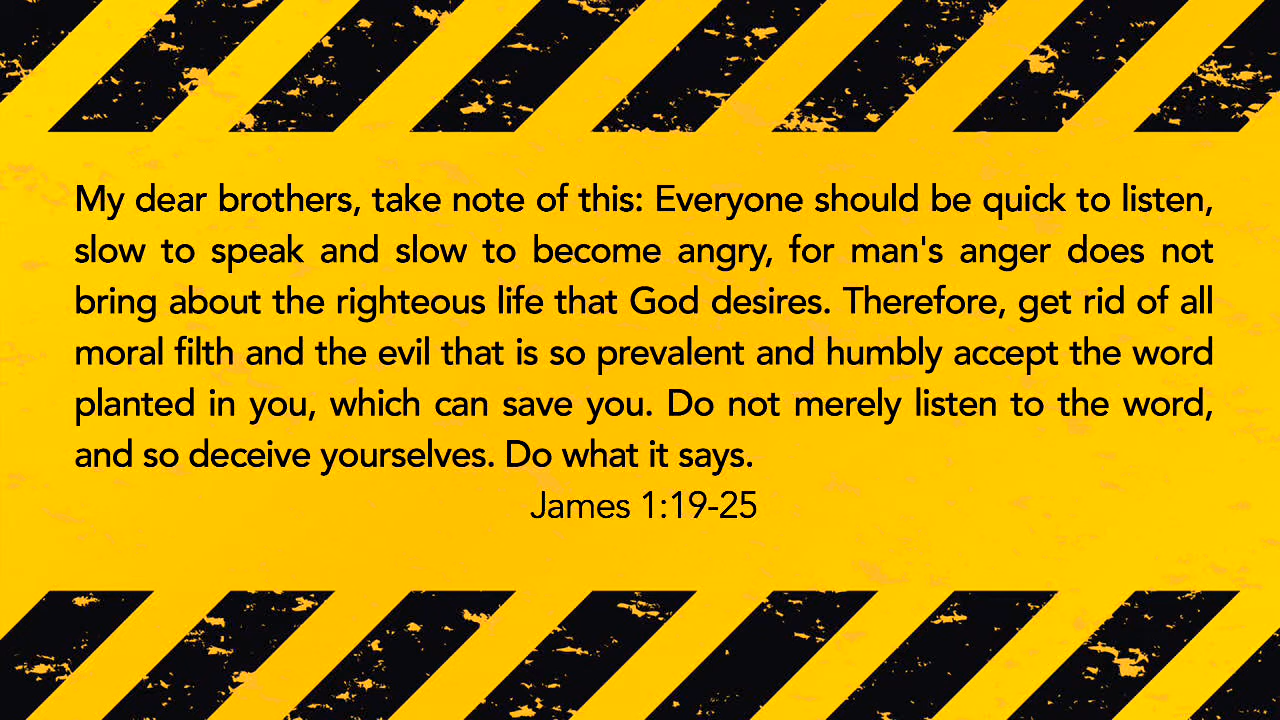 My dear brothers, take note of this: Everyone should be quick to listen,
slow to speak and slow to become angry, for man's anger does not
bring about the righteous life that God desires. Therefore, get rid of all
moral filth and the evil that is so prevalent and humbly accept the word
planted in you, which can save you. Do not merely listen to the word,
and so deceive yourselves. Do what it says.
James 1:19-25